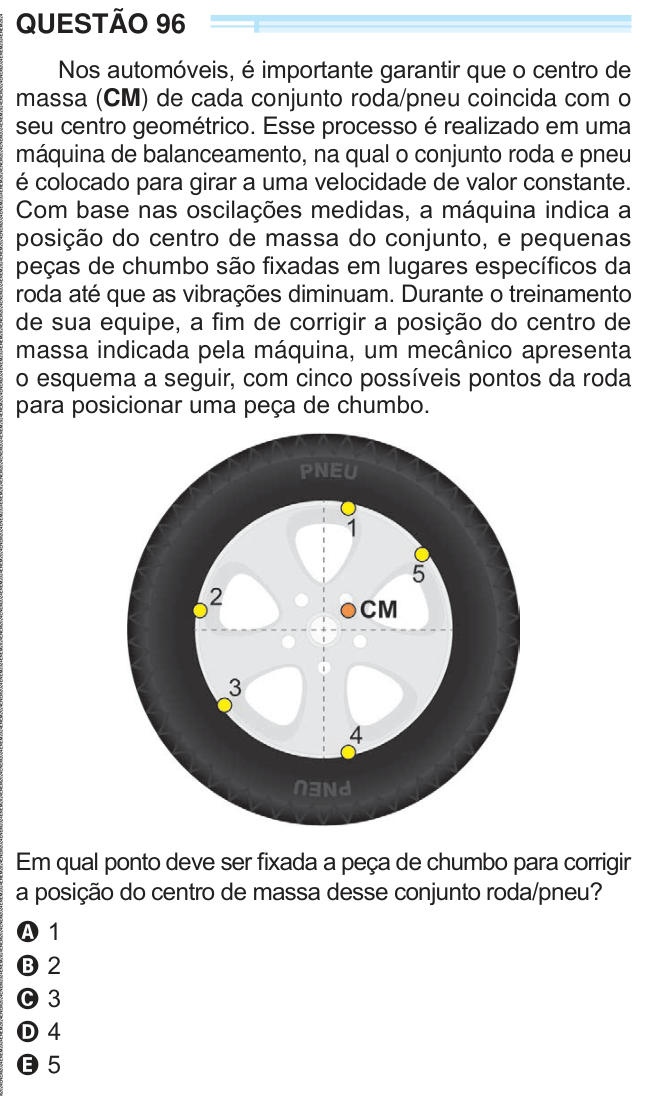 QUESTÃO 96
Nos automóveis, é importante garantir que o centro de
massa (CM) de cada conjunto roda/pneu coincida com o
seu centro geométrico. Esse processo é realizado em uma
máquina de balanceamento, na qual o conjunto roda e pneu
é colocado para girar a uma velocidade de valor constante.
Com base nas oscilações medidas, a máquina indica a
posição do centro de massa do conjunto, e pequenas
peças de chumbo são fixadas em lugares específicos da
roda até que as vibrações diminuam. Durante o treinamento
de sua equipe, a fim de corrigir a posição do centro de
massa indicada pela máquina, um mecânico apresenta
o esquema a seguir, com cinco possíveis pontos da roda
para posicionar uma peça de chumbo.
PNEU
1
5
2
CM
3
4
PNEU
Em qual ponto deve ser fixada a peça de chumbo para corrigir
a posição do centro de massa desse conjunto roda/pneu?
A 1
B 2
C 3
D 4
E 5